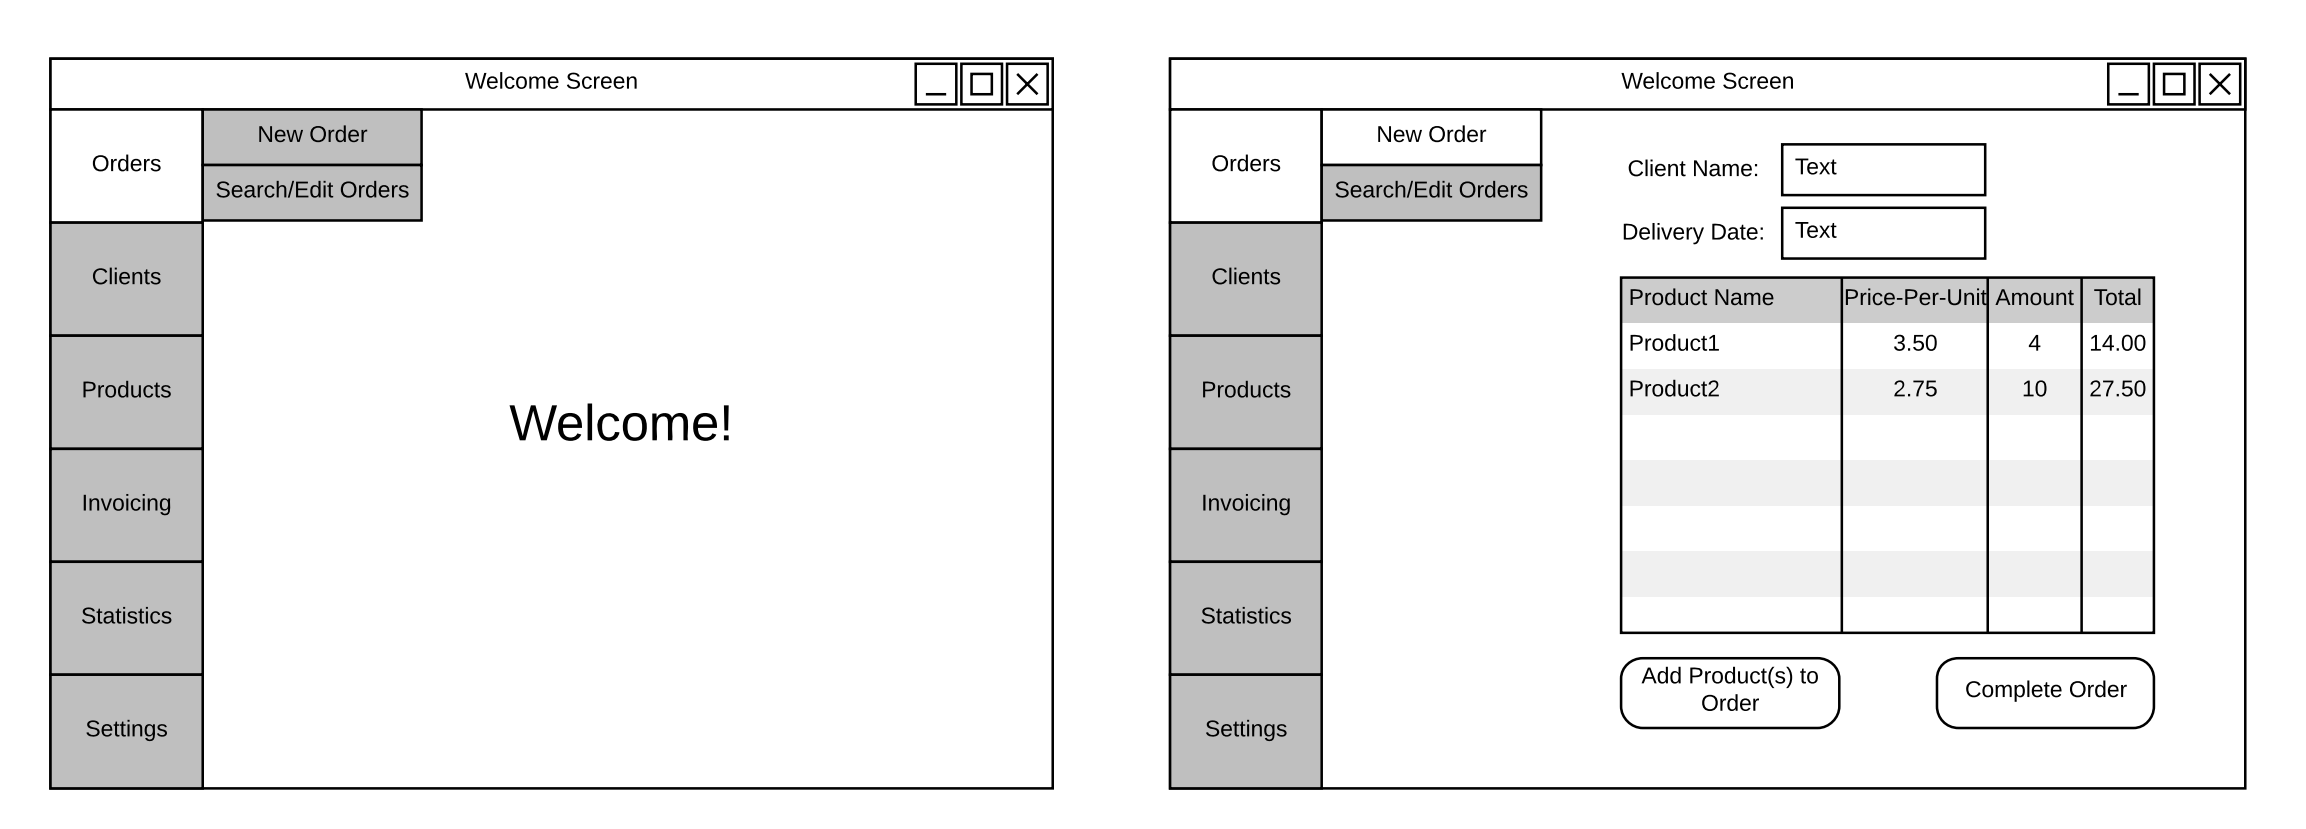 Welcome Screen
Orders
New Order
Search/Edit Orders
Clients
Products
Invoicing
Statistics
Settings
Welcome!
Welcome Screen
Orders
New Order
Search/Edit Orders
Clients
Products
Invoicing
Statistics
Settings
Client Name: Text
Delivery Date: Text
Product Name Price-Per-Unit Amount Total
Product1 3.50 4 14.00
Product2 2.75 10 27.50
Add Product(s) to
Order
Complete Order